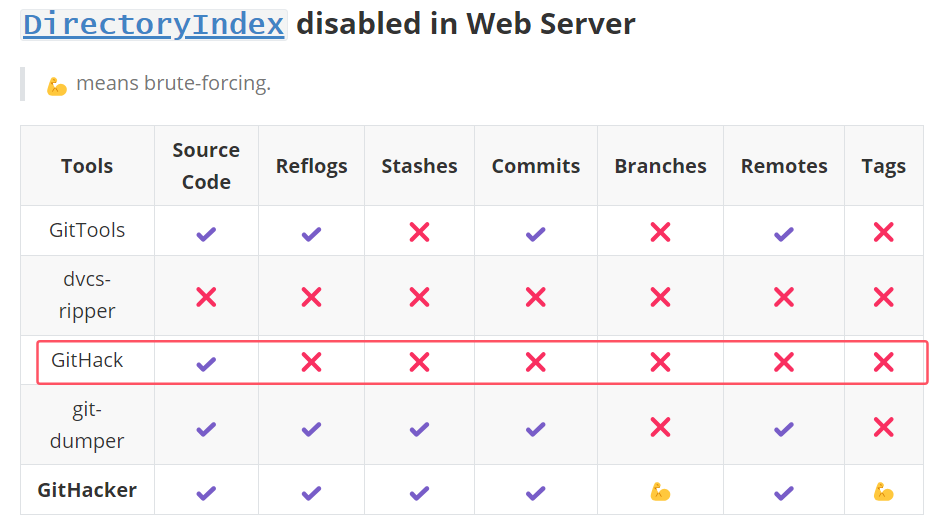 DirectoryIndex disabled in Web Server
💪 means brute-forcing.
Tools Source Code Reflogs Stashes Commits Branches Remotes Tags
GitTools ✔ ✔ ❌ ✔ ❌ ✔ ❌
dvcs-ripper ❌ ❌ ❌ ❌ ❌ ❌ ❌
GitHack ✔ ❌ ❌ ❌ ❌ ❌ ❌
git-dumper ✔ ✔ ✔ ✔ ❌ ✔ ❌
GitHacker ✔ ✔ ✔ ✔ 💪 ✔ 💪